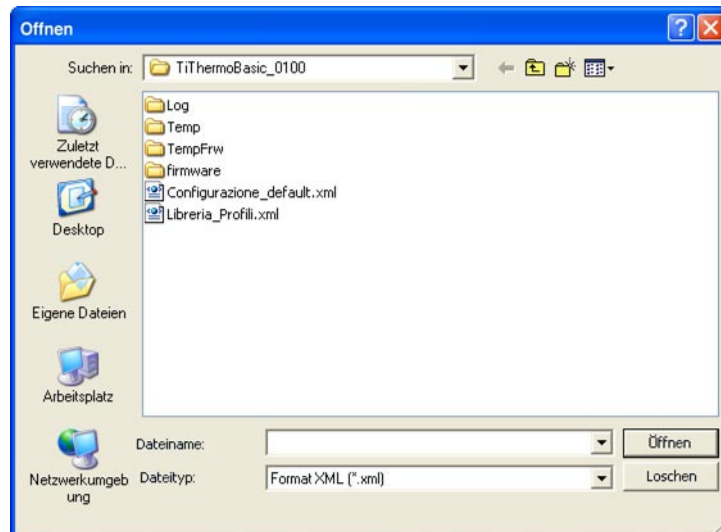 Öffnen
Suchen in: TiThermoBasic_0100
Log
Temp
TempFrw
firmware
Configurazione_default.xml
Libreria_Profili.xml
Zuletzt
verwendete D...
Desktop
Eigene Dateien
Arbeitsplatz
Netzwerkumgeb
ung
Dateiname:
Öffnen
Dateityp: Format XML (*.xml)
Loschen